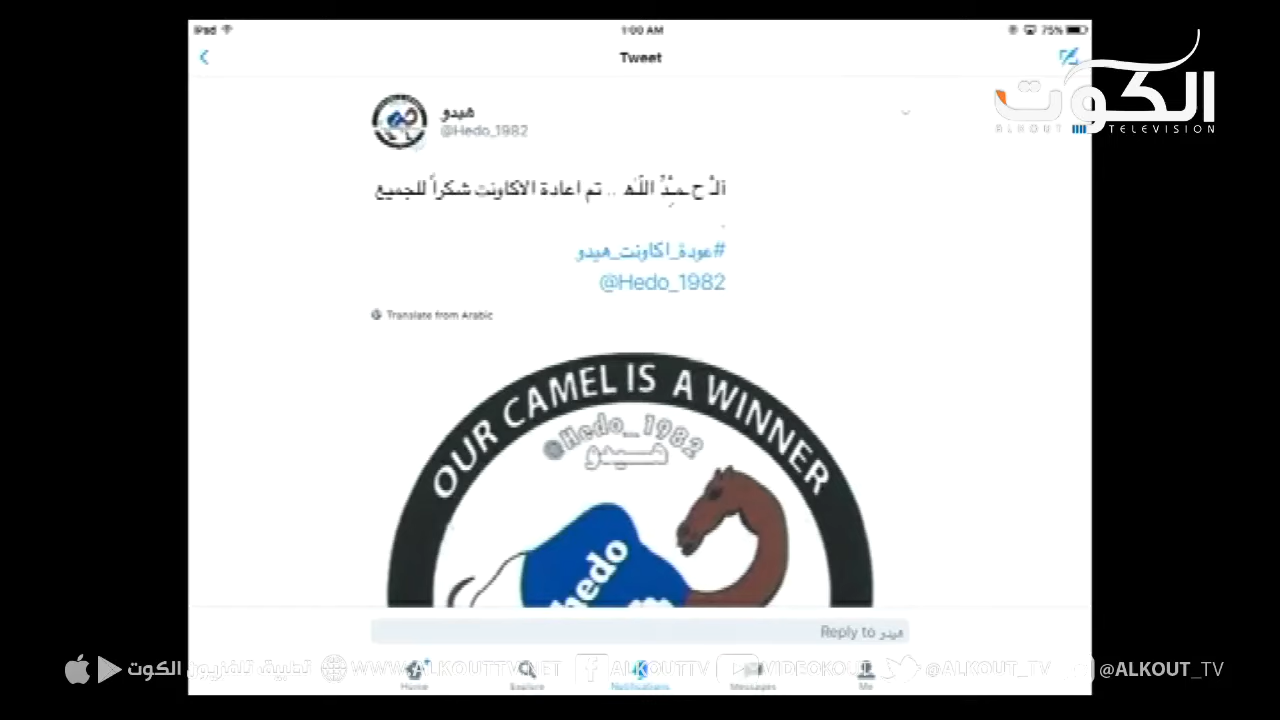 iPad 1:00 AM 75%
Tweet
الكوت
ALKOUT TELEVISION
هيدو
@Hedo_1982
الحمدلله .. تم اعادة الاكاونت شكراً للجميع
.
#عودة_اكاونت_هيدو
@Hedo_1982
Translate from Arabic
OUR CAMEL IS A WINNER
@Hedo_1982
هيدو
hedo
Reply to هيدو
تطبيق تلفزيون الكوت WWW.ALKOUTTV.NET ALKOUTTV VIDEOKOUT @ALKOUT_TV @ALKOUT_TV
Home Explore Notifications Messages Me